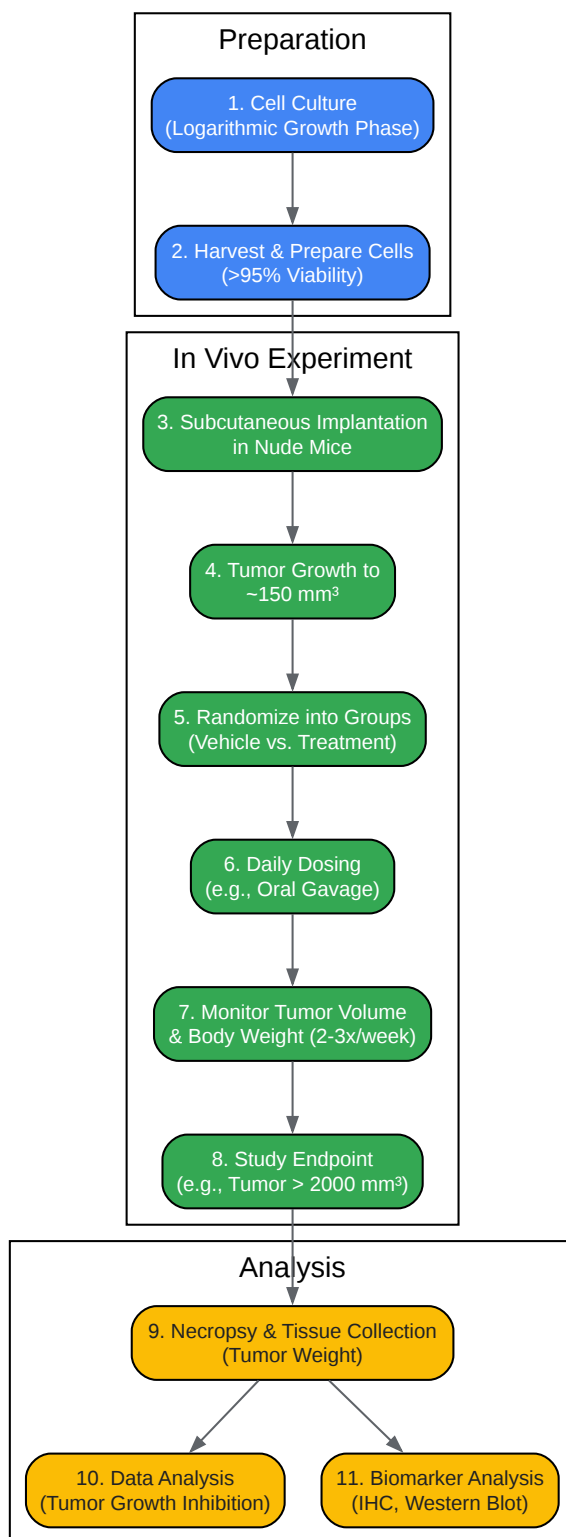 Preparation
1. Cell Culture
(Logarithmic Growth Phase)
2. Harvest & Prepare Cells
(>95% Viability)
In Vivo Experiment
3. Subcutaneous Implantation
in Nude Mice
4. Tumor Growth to
~150 mm³
5. Randomize into Groups
(Vehicle vs. Treatment)
6. Daily Dosing
(e.g., Oral Gavage)
7. Monitor Tumor Volume
& Body Weight (2-3x/week)
8. Study Endpoint
(e.g., Tumor > 2000 mm³)
Analysis
9. Necropsy & Tissue Collection
(Tumor Weight)
10. Data Analysis
(Tumor Growth Inhibition)
11. Biomarker Analysis
(IHC, Western Blot)